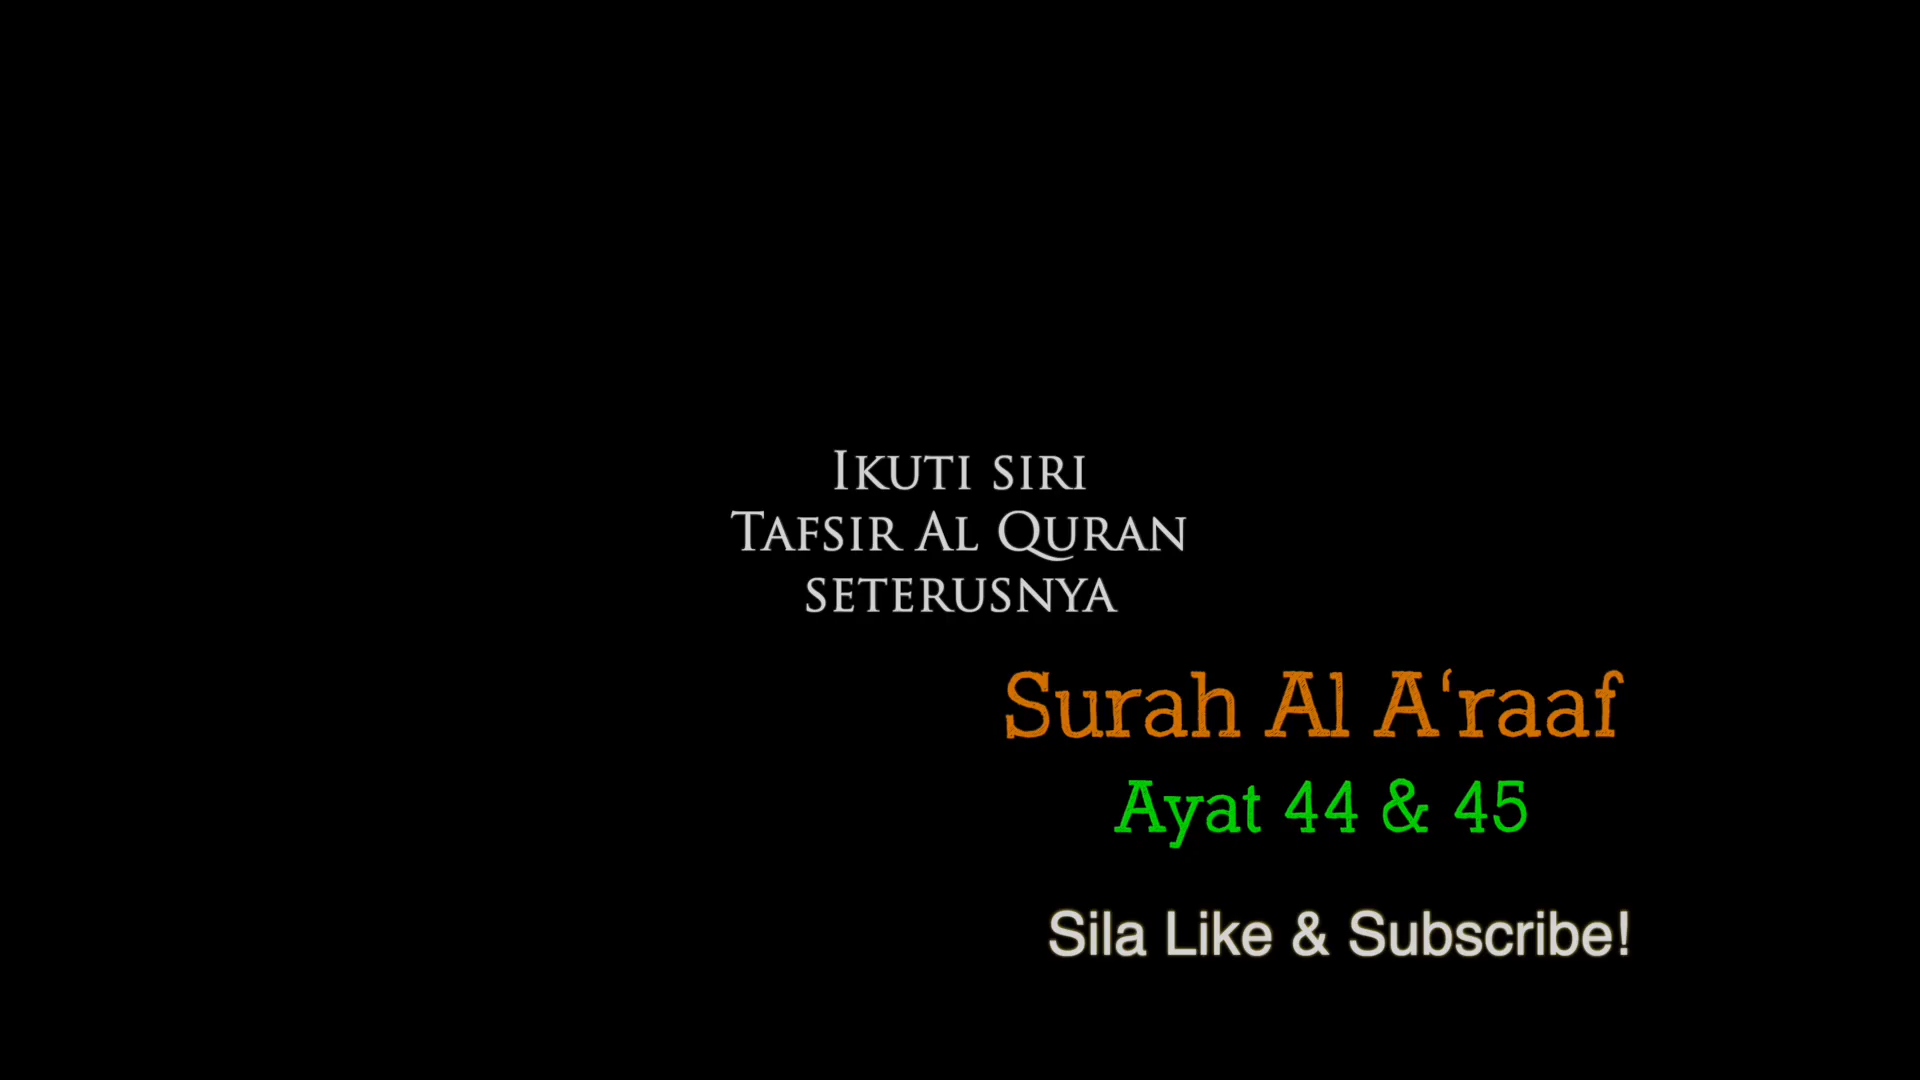 Ikuti siri
Tafsir Al Quran
seterusnya
Surah Al A‘raaf
Ayat 44 & 45
Sila Like & Subscribe!